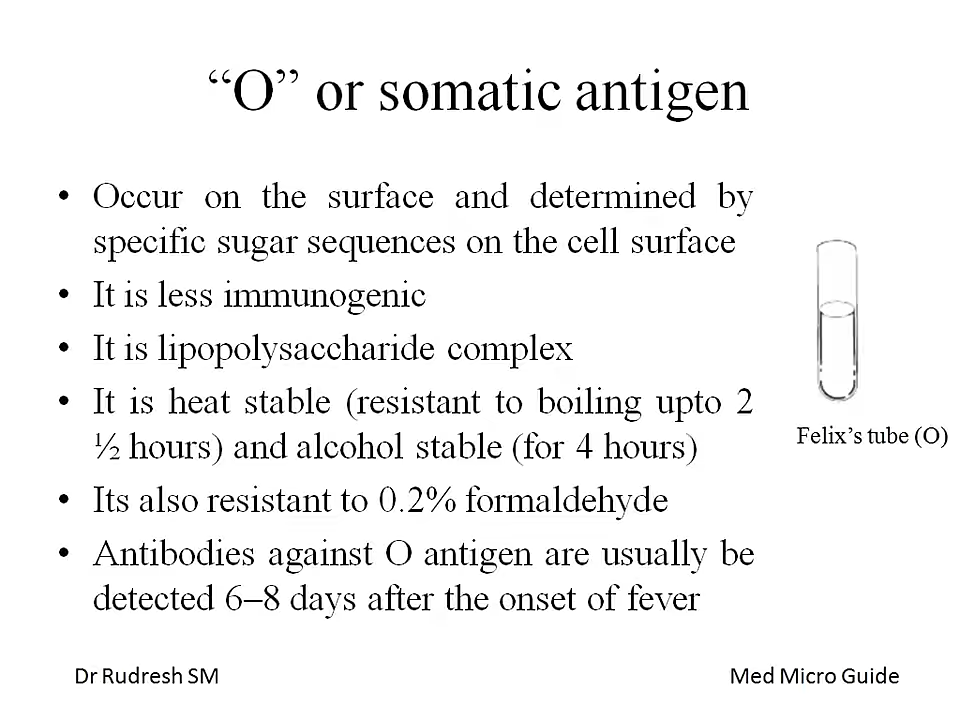 “O” or somatic antigen
• Occur on the surface and determined by
specific sugar sequences on the cell surface
• It is less immunogenic
• It is lipopolysaccharide complex
• It is heat stable (resistant to boiling upto 2
½ hours) and alcohol stable (for 4 hours)
• Its also resistant to 0.2% formaldehyde
• Antibodies against O antigen are usually be
detected 6–8 days after the onset of fever
Felix’s tube (O)
Dr Rudresh SM
Med Micro Guide